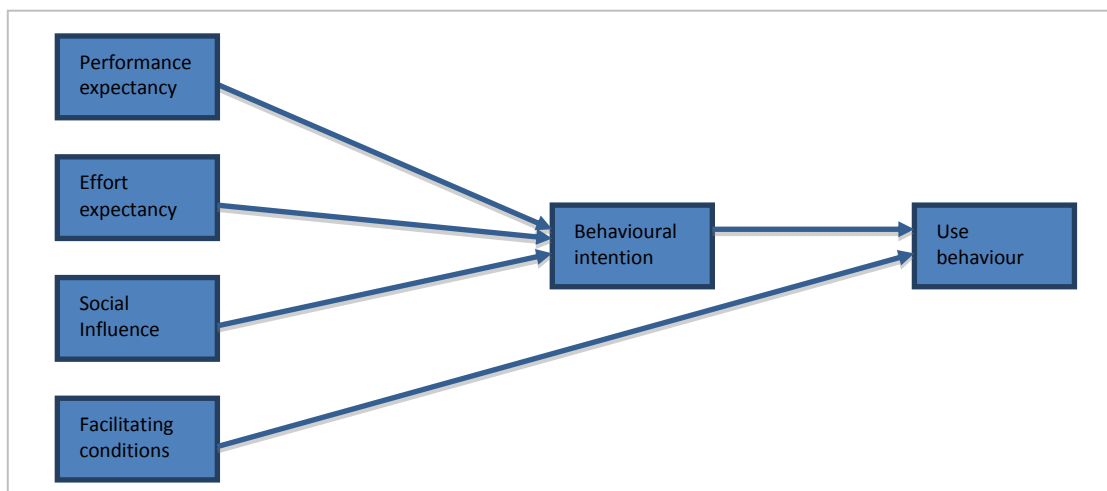 Performance
expectancy
Effort
expectancy
Social
Influence
Facilitating
conditions
Behavioural
intention
Use
behaviour